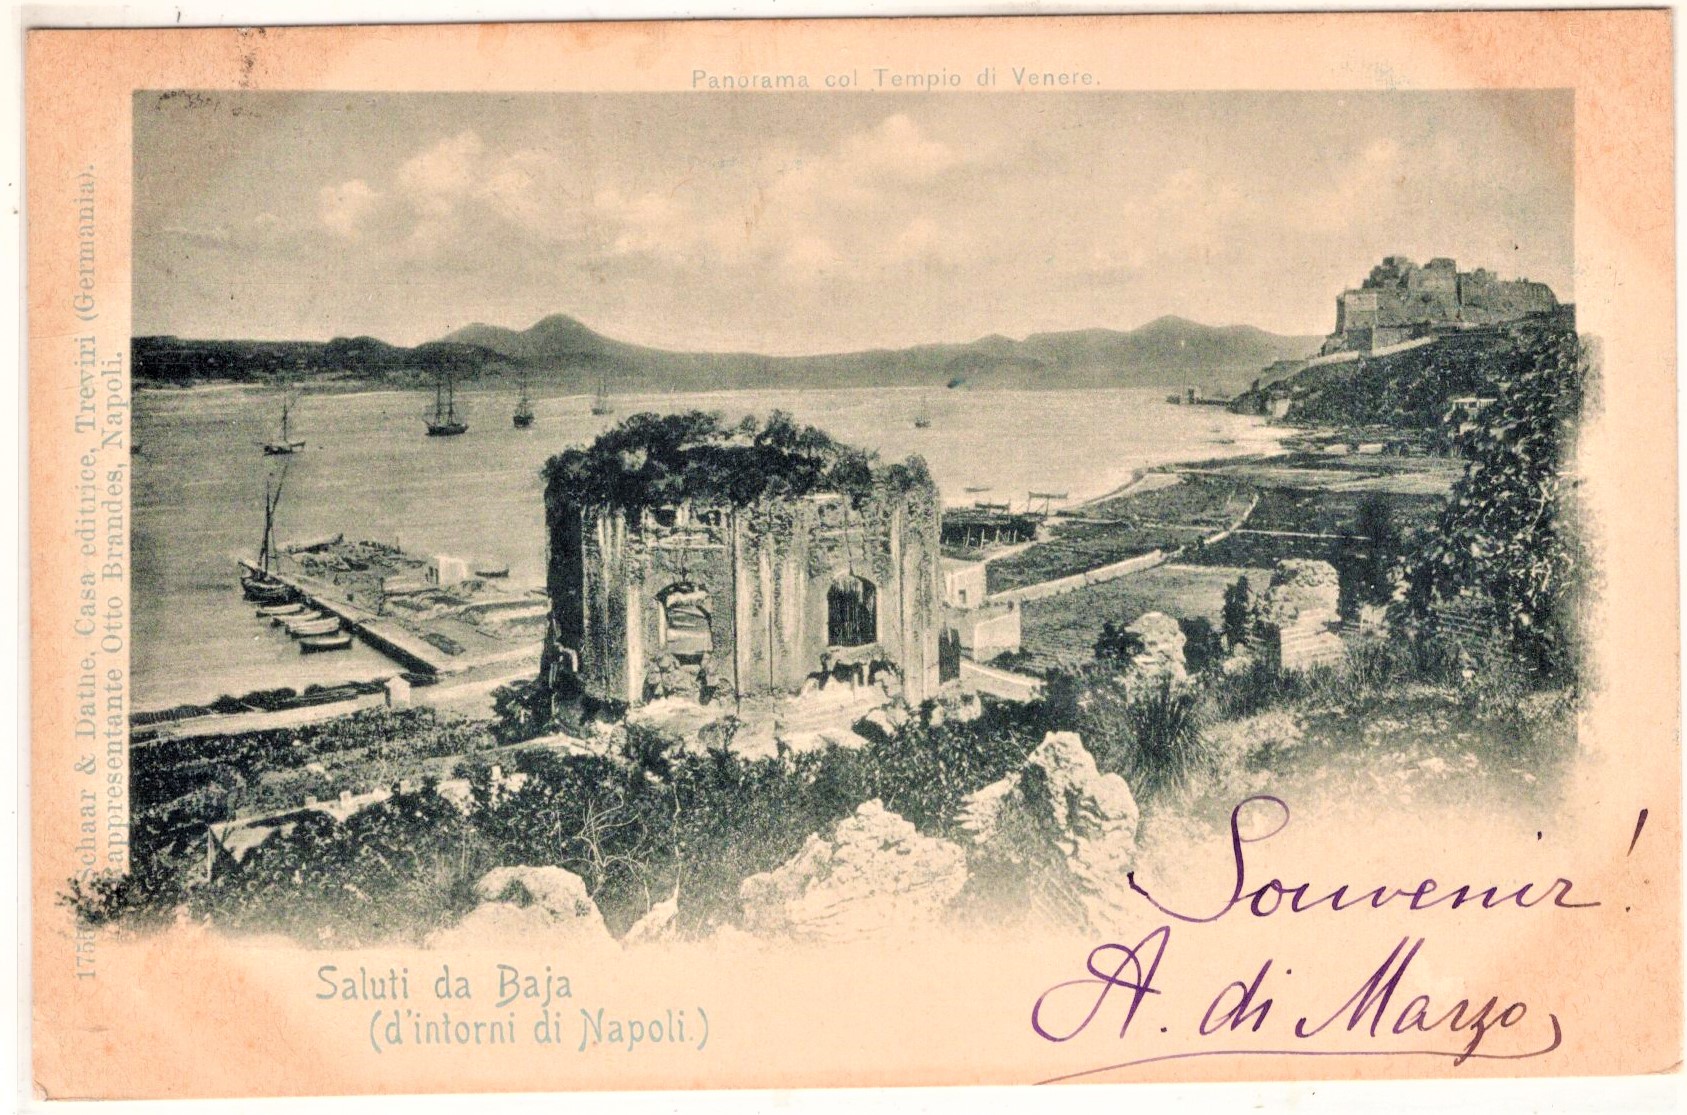 Panorama col Tempio di Venere.
Schaar & Dathe, Casa editrice, Treviri (Germania).
Rappresentante Otto Brandes, Napoli.
Saluti da Baja
(d'intorni di Napoli.)
Souvenir !
A. di Marzo